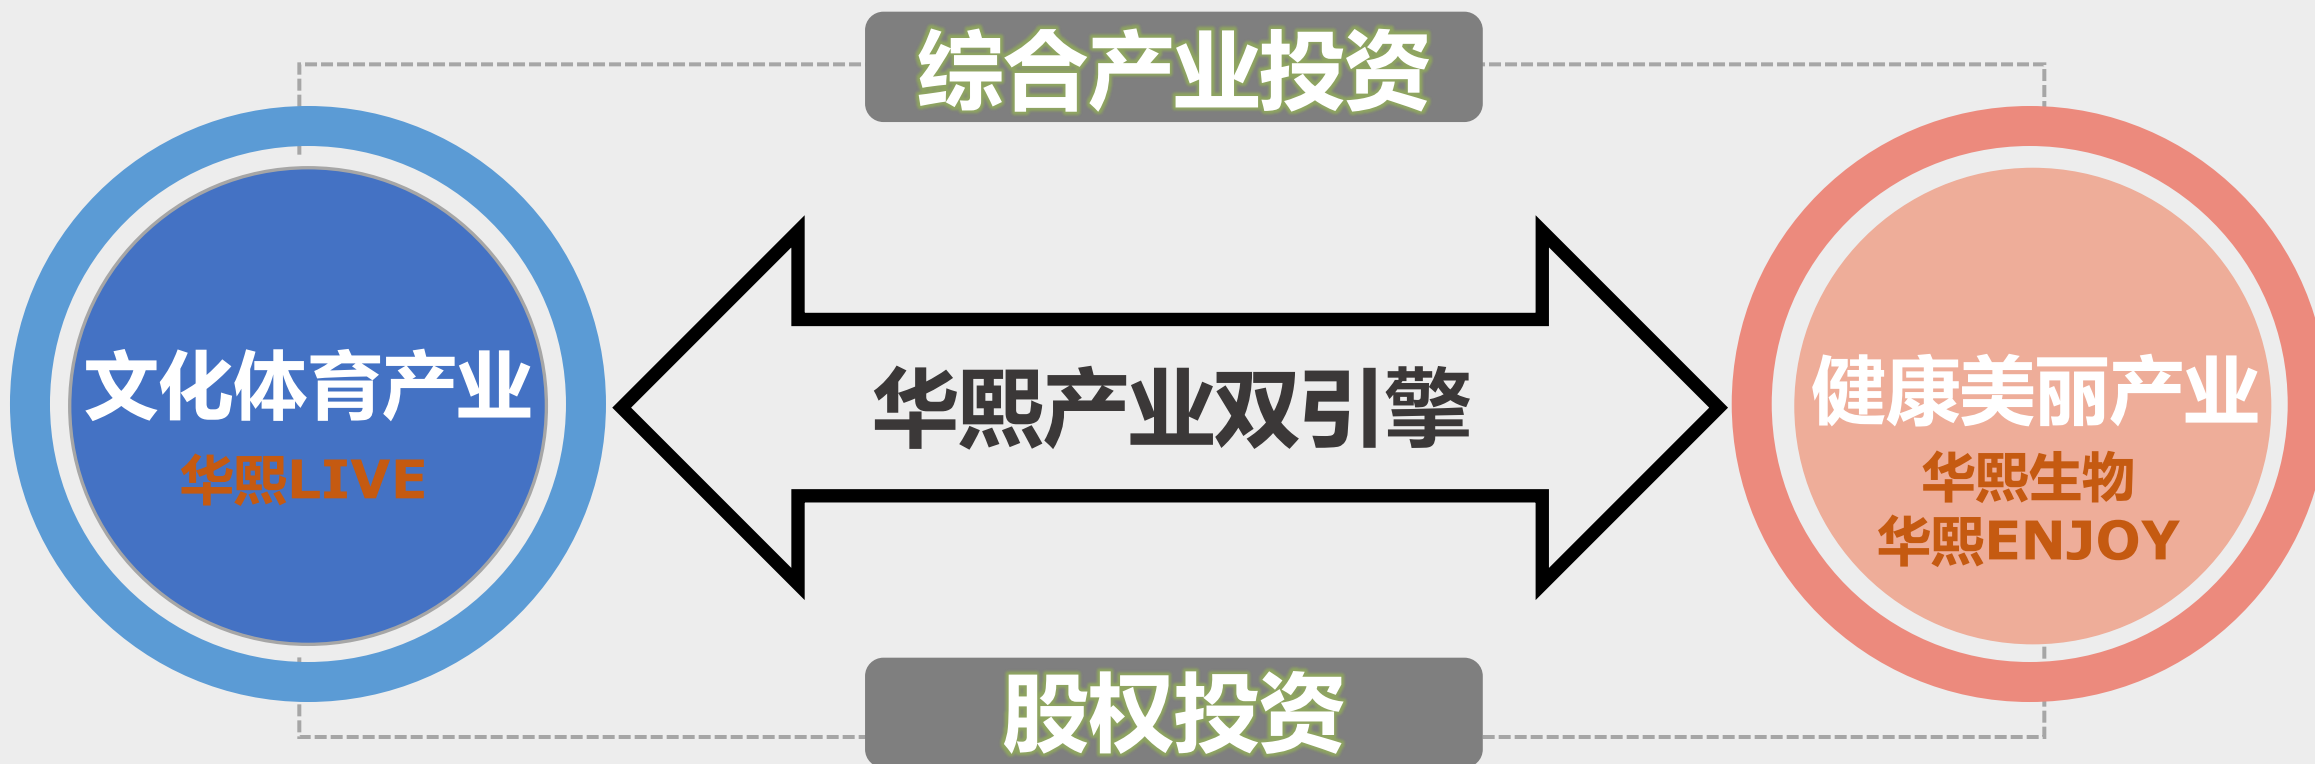 综合产业投资
文化体育产业
华熙LIVE
华熙产业双引擎
健康美丽产业
华熙生物
华熙ENJOY
股权投资